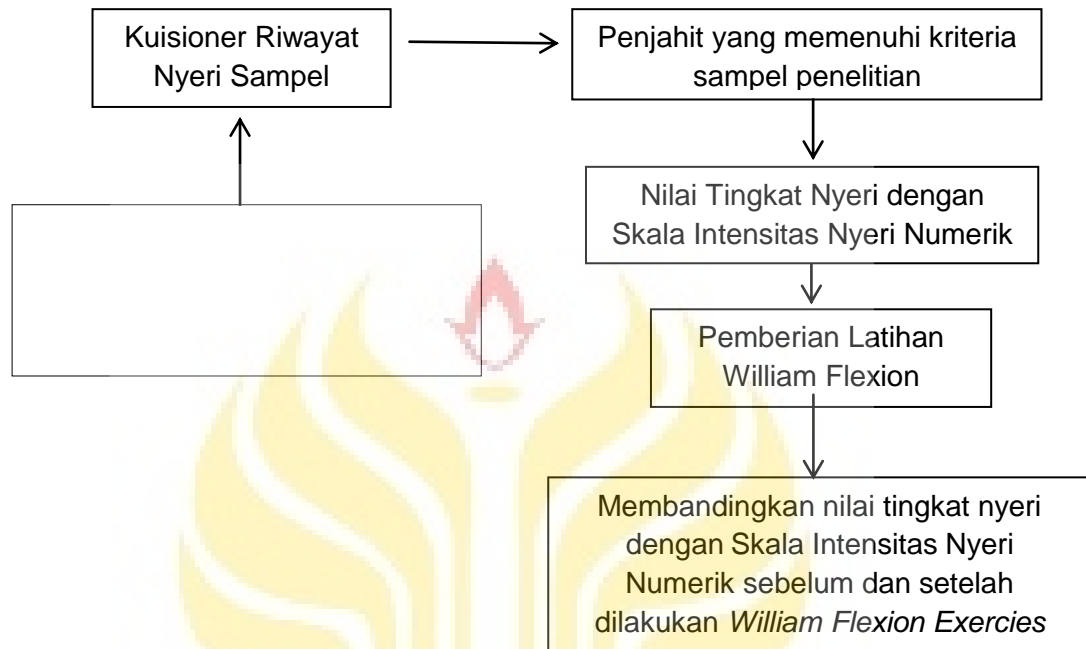 Kuisioner Riwayat
Nyeri Sampel
Penjahit yang memenuhi kriteria
sampel penelitian
Nilai Tingkat Nyeri dengan
Skala Intensitas Nyeri Numerik
Pemberian Latihan
William Flexion
Membandingkan nilai tingkat nyeri
dengan Skala Intensitas Nyeri
Numerik sebelum dan setelah
dilakukan William Flexion Exercies